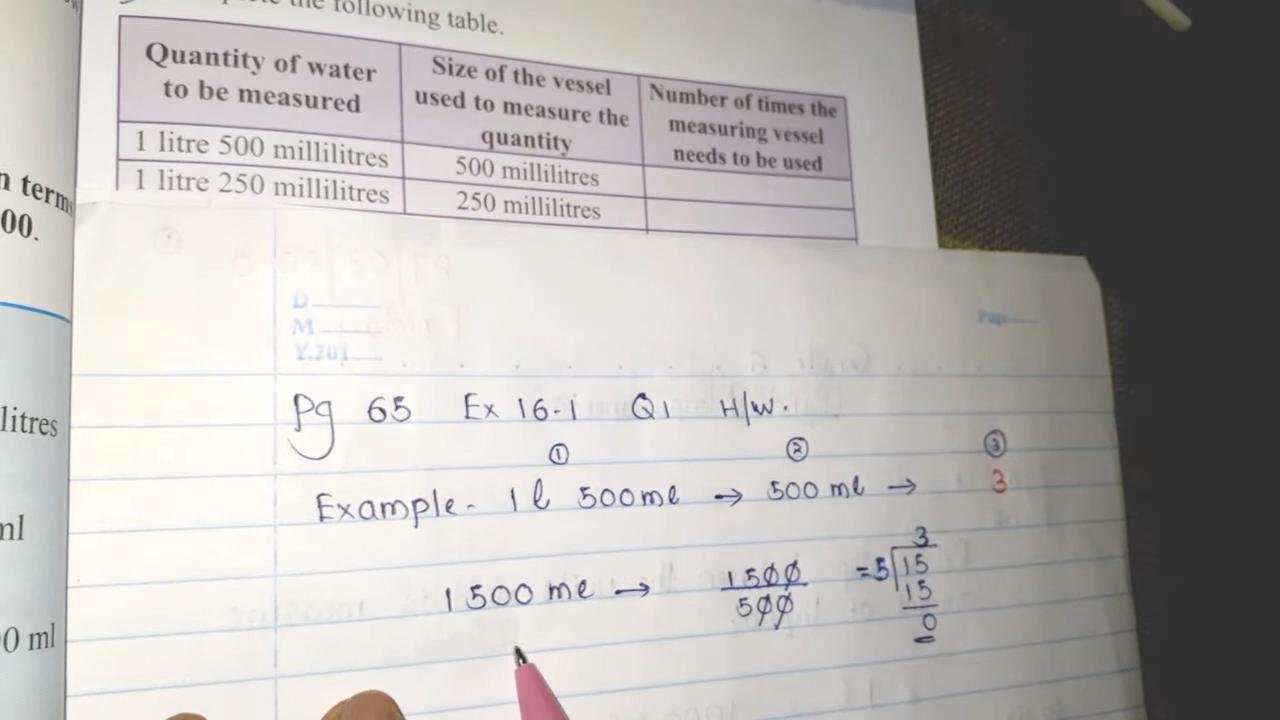 the following table.
Quantity of water to be measured
Size of the vessel used to measure the quantity
Number of times the measuring vessel needs to be used
1 litre 500 millilitres 500 millilitres
1 litre 250 millilitres 250 millilitres
00.
litres
ml
0 ml
D
M
Y.201
Pg 65 Ex 16.1 Q1 H/W.
① ② ③
Example- 1 l 500ml → 500 ml → 3
1500 ml → 1500/500 = 5)15
3
15
0